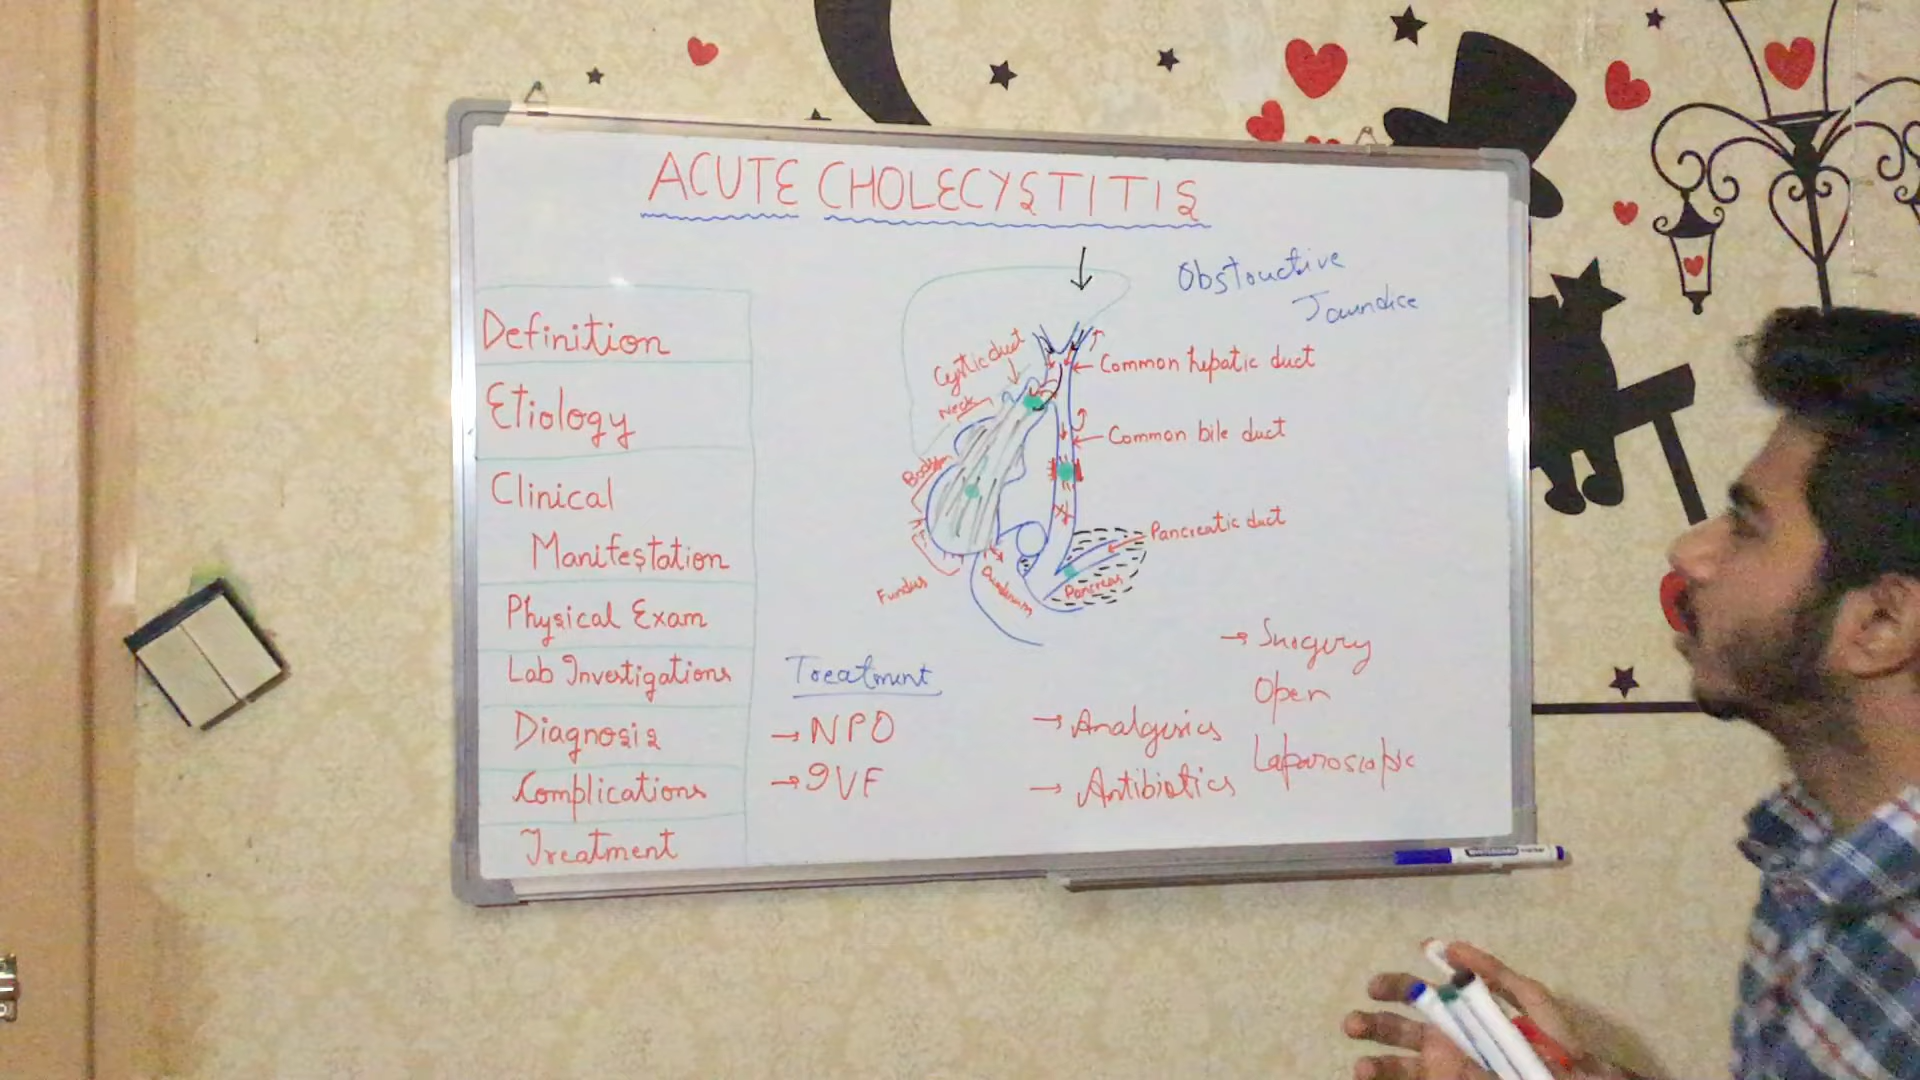 ACUTE CHOLECYSTITIS
Obstructive
Jaundice
Definition
Etiology
Clinical
Manifestation
Physical Exam
Lab Investigations
Diagnosis
Complications
Treatment
Cystic duct
Neck
Body
Fundus
Common hepatic duct
Common bile duct
Pancreatic duct
Pancreas
Duodenum
Treatment
→ NPO
→ IVF
→ Analgesics
→ Antibiotics
→ Surgery
Open
Laparoscopic